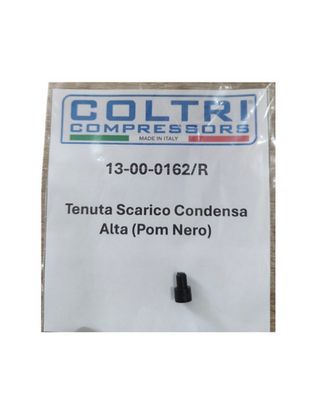 COLTRI
COMPRESSORS
MADE IN ITALY
13-00-0162/R
Tenuta Scarico Condensa
Alta (Pom Nero)